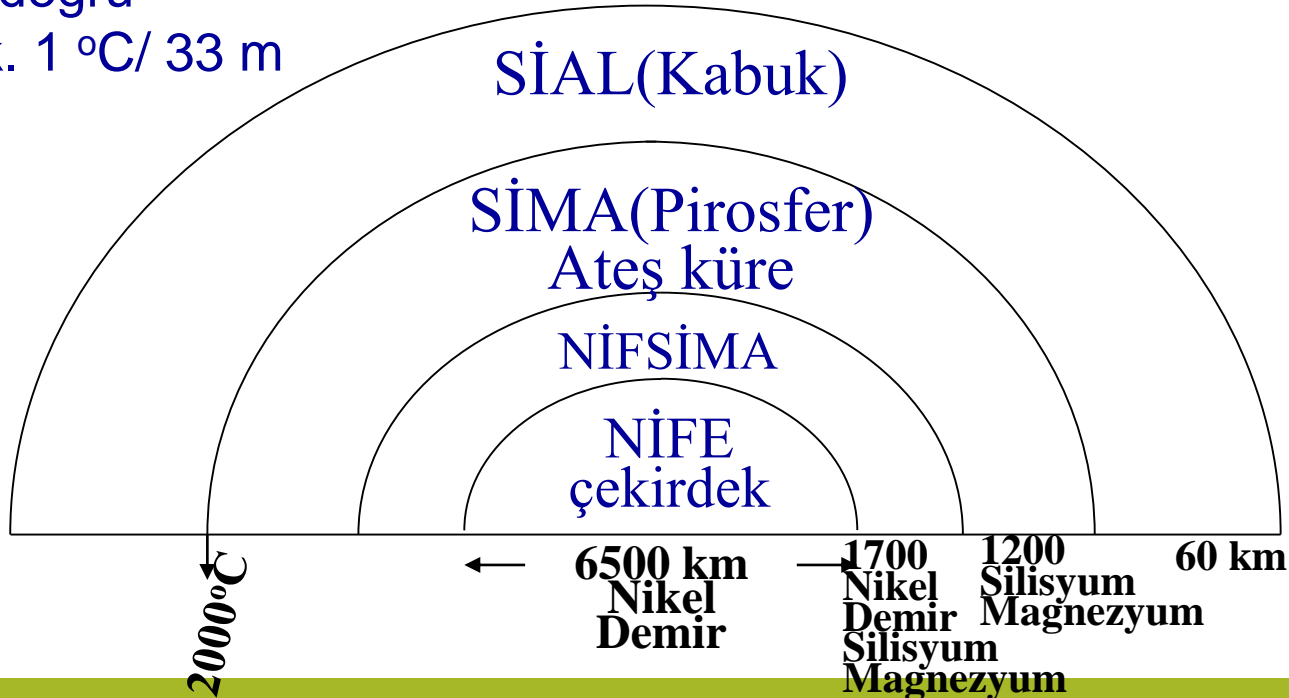 doğru
. 1 ºC/ 33 m
SİAL(Kabuk)
SİMA(Pirosfer)
Ateş küre
NİFSİMA
NİFE
çekirdek
2000ºC
6500 km
Nikel
Demir
1700
Nikel
Demir
Silisyum
Magnezyum
1200
Silisyum
Magnezyum
60 km